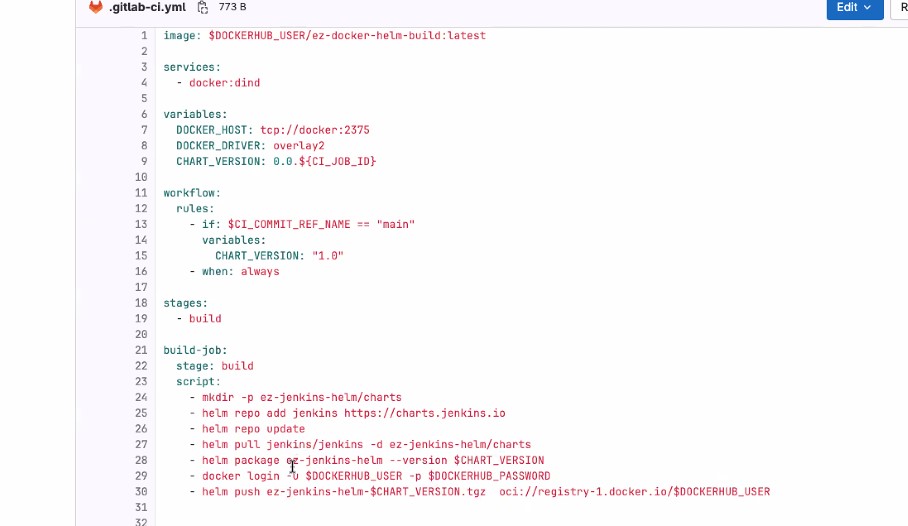 .gitlab-ci.yml 773 B Edit R
1 image: $DOCKERHUB_USER/ez-docker-helm-build:latest
2
3 services:
4 - docker:dind
5
6 variables:
7 DOCKER_HOST: tcp://docker:2375
8 DOCKER_DRIVER: overlay2
9 CHART_VERSION: 0.0.${CI_JOB_ID}
10
11 workflow:
12 rules:
13 - if: $CI_COMMIT_REF_NAME == "main"
14 variables:
15 CHART_VERSION: "1.0"
16 - when: always
17
18 stages:
19 - build
20
21 build-job:
22 stage: build
23 script:
24 - mkdir -p ez-jenkins-helm/charts
25 - helm repo add jenkins https://charts.jenkins.io
26 - helm repo update
27 - helm pull jenkins/jenkins -d ez-jenkins-helm/charts
28 - helm package ez-jenkins-helm --version $CHART_VERSION
29 - docker login -u $DOCKERHUB_USER -p $DOCKERHUB_PASSWORD
30 - helm push ez-jenkins-helm-$CHART_VERSION.tgz  oci://registry-1.docker.io/$DOCKERHUB_USER
31
32